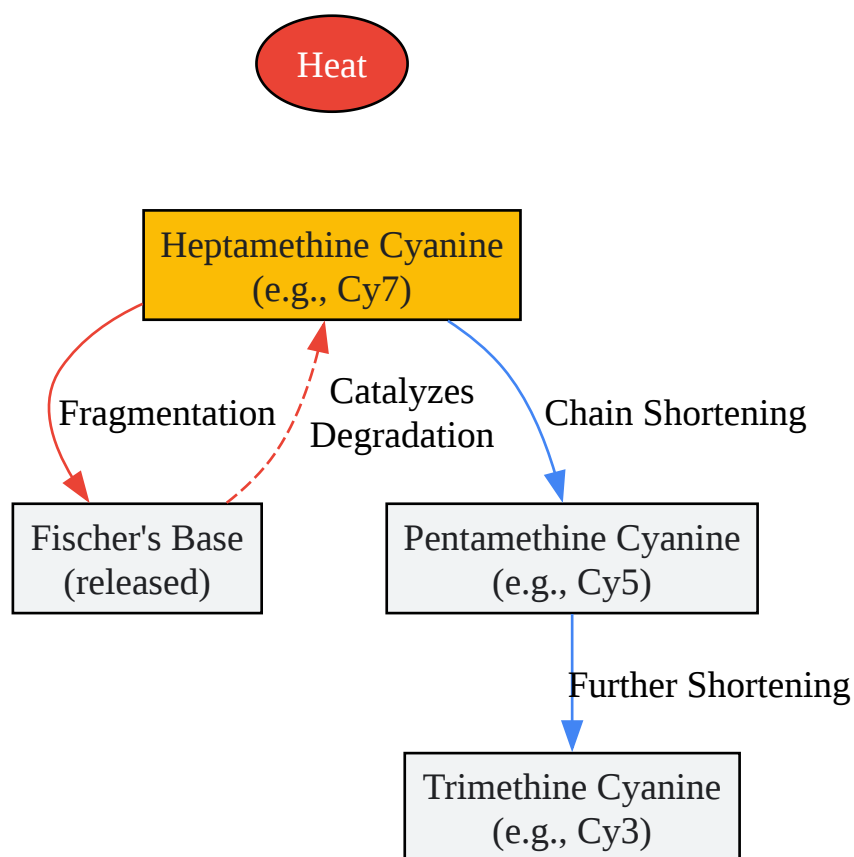 Heat
Heptamethine Cyanine
(e.g., Cy7)
Fragmentation
Catalyzes
Degradation
Chain Shortening
Fischer's Base
(released)
Pentamethine Cyanine
(e.g., Cy5)
Further Shortening
Trimethine Cyanine
(e.g., Cy3)